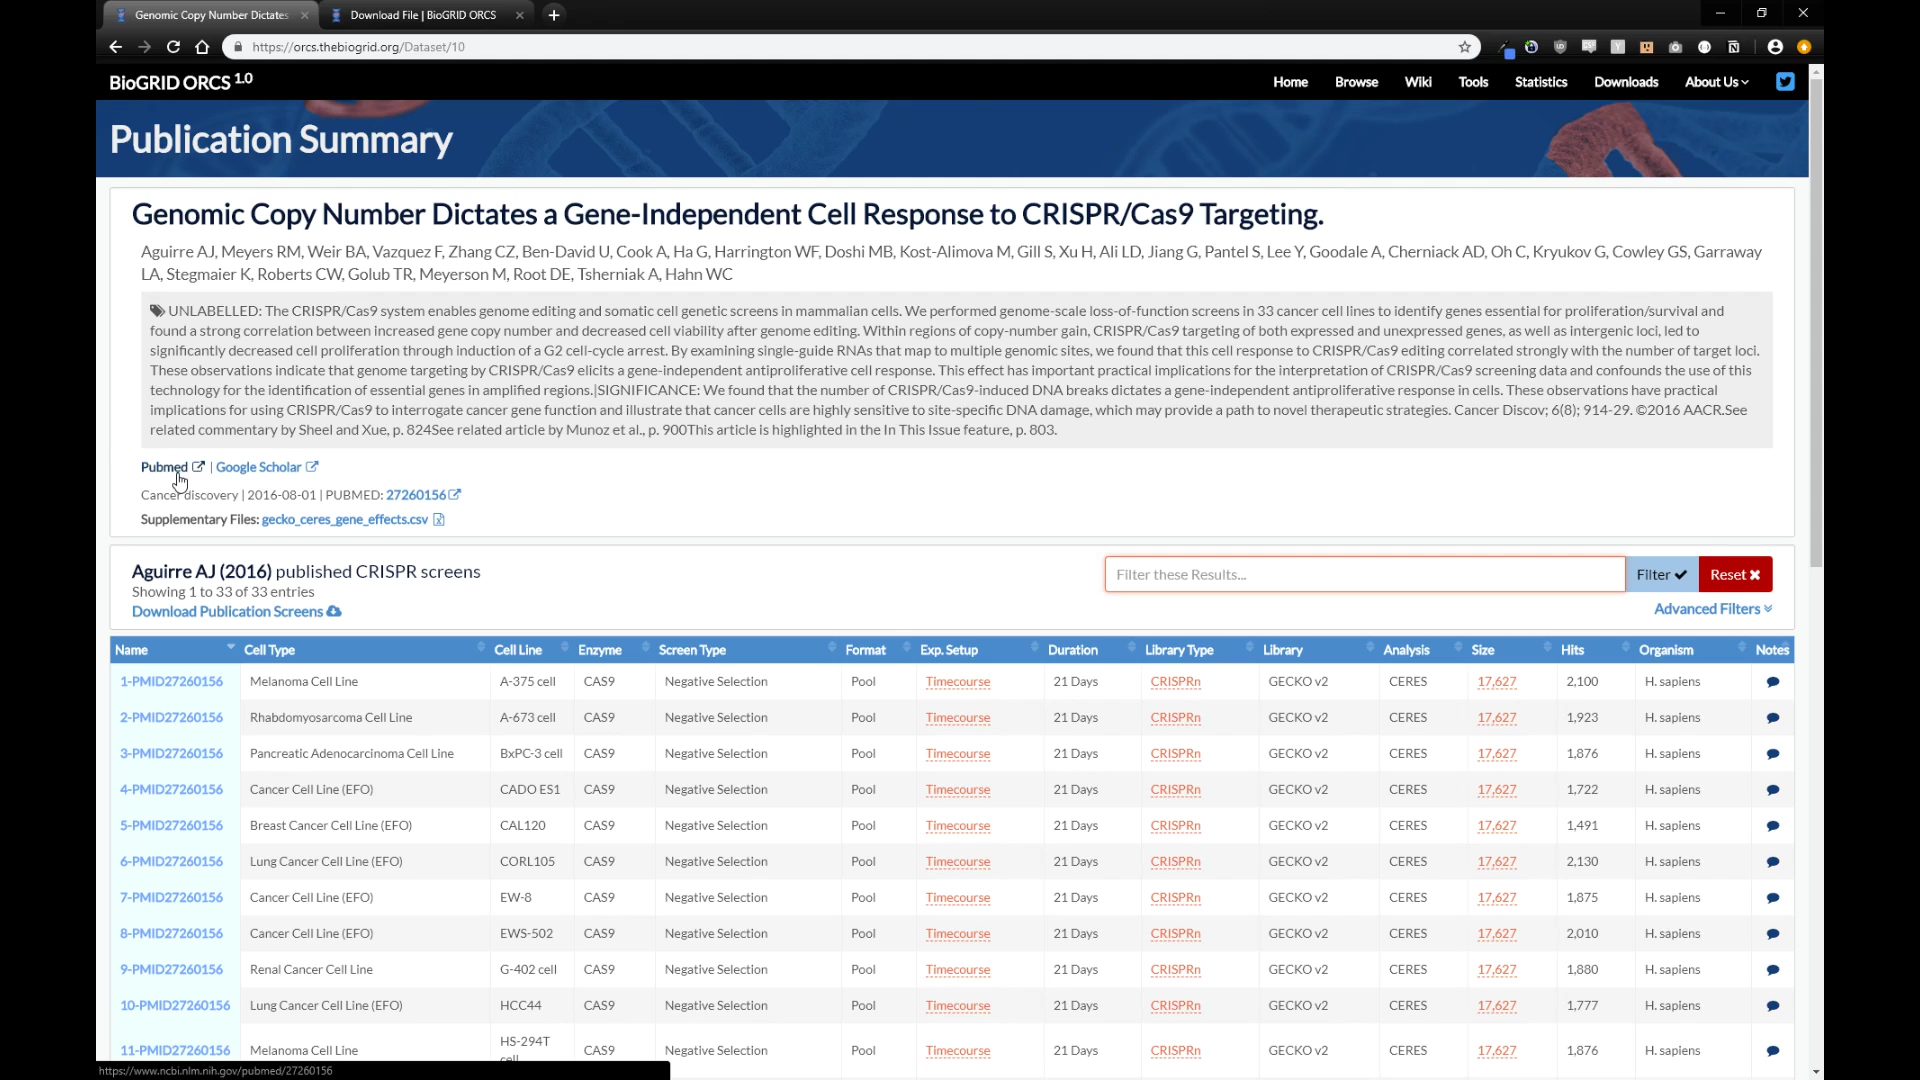 Genomic Copy Number Dictates
Download File | BioGRID ORCS
https://orcs.thebiogrid.org/Dataset/10
BioGRID ORCS 1.0
Home Browse Wiki Tools Statistics Downloads About Us
Publication Summary
Genomic Copy Number Dictates a Gene-Independent Cell Response to CRISPR/Cas9 Targeting.
Aguirre AJ, Meyers RM, Weir BA, Vazquez F, Zhang CZ, Ben-David U, Cook A, Ha G, Harrington WF, Doshi MB, Kost-Alimova M, Gill S, Xu H, Ali LD, Jiang G, Pantel S, Lee Y, Goodale A, Cherniack AD, Oh C, Kryukov G, Cowley GS, Garraway
LA, Stegmaier K, Roberts CW, Golub TR, Meyerson M, Root DE, Tsherniak A, Hahn WC
UNLABELLED: The CRISPR/Cas9 system enables genome editing and somatic cell genetic screens in mammalian cells. We performed genome-scale loss-of-function screens in 33 cancer cell lines to identify genes essential for proliferation/survival and
found a strong correlation between increased gene copy number and decreased cell viability after genome editing. Within regions of copy-number gain, CRISPR/Cas9 targeting of both expressed and unexpressed genes, as well as intergenic loci, led to
significantly decreased cell proliferation through induction of a G2 cell-cycle arrest. By examining single-guide RNAs that map to multiple genomic sites, we found that this cell response to CRISPR/Cas9 editing correlated strongly with the number of target loci.
These observations indicate that genome targeting by CRISPR/Cas9 elicits a gene-independent antiproliferative cell response. This effect has important practical implications for the interpretation of CRISPR/Cas9 screening data and confounds the use of this
technology for the identification of essential genes in amplified regions.|SIGNIFICANCE: We found that the number of CRISPR/Cas9-induced DNA breaks dictates a gene-independent antiproliferative response in cells. These observations have practical
implications for using CRISPR/Cas9 to interrogate cancer gene function and illustrate that cancer cells are highly sensitive to site-specific DNA damage, which may provide a path to novel therapeutic strategies. Cancer Discov; 6(8); 914-29. ©2016 AACR.See
related commentary by Sheel and Xue, p. 824See related article by Munoz et al., p. 900This article is highlighted in the In This Issue feature, p. 803.
Pubmed | Google Scholar
Cancer discovery | 2016-08-01 | PUBMED: 27260156
Supplementary Files: gecko_ceres_gene_effects.csv
Aguirre AJ (2016) published CRISPR screens
Showing 1 to 33 of 33 entries
Download Publication Screens
Filter these Results... Filter Reset
Advanced Filters
Name Cell Type Cell Line Enzyme Screen Type Format Exp. Setup Duration Library Type Library Analysis Size Hits Organism Notes
1-PMID27260156 Melanoma Cell Line A-375 cell CAS9 Negative Selection Pool Timecourse 21 Days CRISPRn GECKO v2 CERES 17,627 2,100 H. sapiens
2-PMID27260156 Rhabdomyosarcoma Cell Line A-673 cell CAS9 Negative Selection Pool Timecourse 21 Days CRISPRn GECKO v2 CERES 17,627 1,923 H. sapiens
3-PMID27260156 Pancreatic Adenocarcinoma Cell Line BxPC-3 cell CAS9 Negative Selection Pool Timecourse 21 Days CRISPRn GECKO v2 CERES 17,627 1,876 H. sapiens
4-PMID27260156 Cancer Cell Line (EFO) CADO ES1 CAS9 Negative Selection Pool Timecourse 21 Days CRISPRn GECKO v2 CERES 17,627 1,722 H. sapiens
5-PMID27260156 Breast Cancer Cell Line (EFO) CAL120 CAS9 Negative Selection Pool Timecourse 21 Days CRISPRn GECKO v2 CERES 17,627 1,491 H. sapiens
6-PMID27260156 Lung Cancer Cell Line (EFO) CORL105 CAS9 Negative Selection Pool Timecourse 21 Days CRISPRn GECKO v2 CERES 17,627 2,130 H. sapiens
7-PMID27260156 Cancer Cell Line (EFO) EW-8 CAS9 Negative Selection Pool Timecourse 21 Days CRISPRn GECKO v2 CERES 17,627 1,875 H. sapiens
8-PMID27260156 Cancer Cell Line (EFO) EWS-502 CAS9 Negative Selection Pool Timecourse 21 Days CRISPRn GECKO v2 CERES 17,627 2,010 H. sapiens
9-PMID27260156 Renal Cancer Cell Line G-402 cell CAS9 Negative Selection Pool Timecourse 21 Days CRISPRn GECKO v2 CERES 17,627 1,880 H. sapiens
10-PMID27260156 Lung Cancer Cell Line (EFO) HCC44 CAS9 Negative Selection Pool Timecourse 21 Days CRISPRn GECKO v2 CERES 17,627 1,777 H. sapiens
11-PMID27260156 Melanoma Cell Line HS-294T cell CAS9 Negative Selection Pool Timecourse 21 Days CRISPRn GECKO v2 CERES 17,627 1,876 H. sapiens
https://www.ncbi.nlm.nih.gov/pubmed/27260156